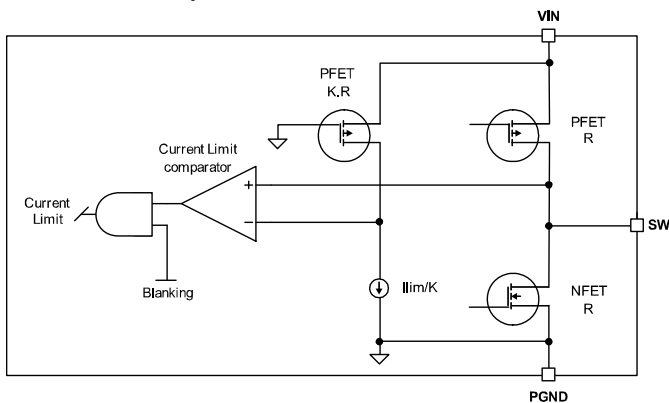 VIN
PFET
K.R
PFET
R
Current Limit
comparator
+
Current
Limit
−
SW
Blanking
Ilim/K
NFET
R
PGND